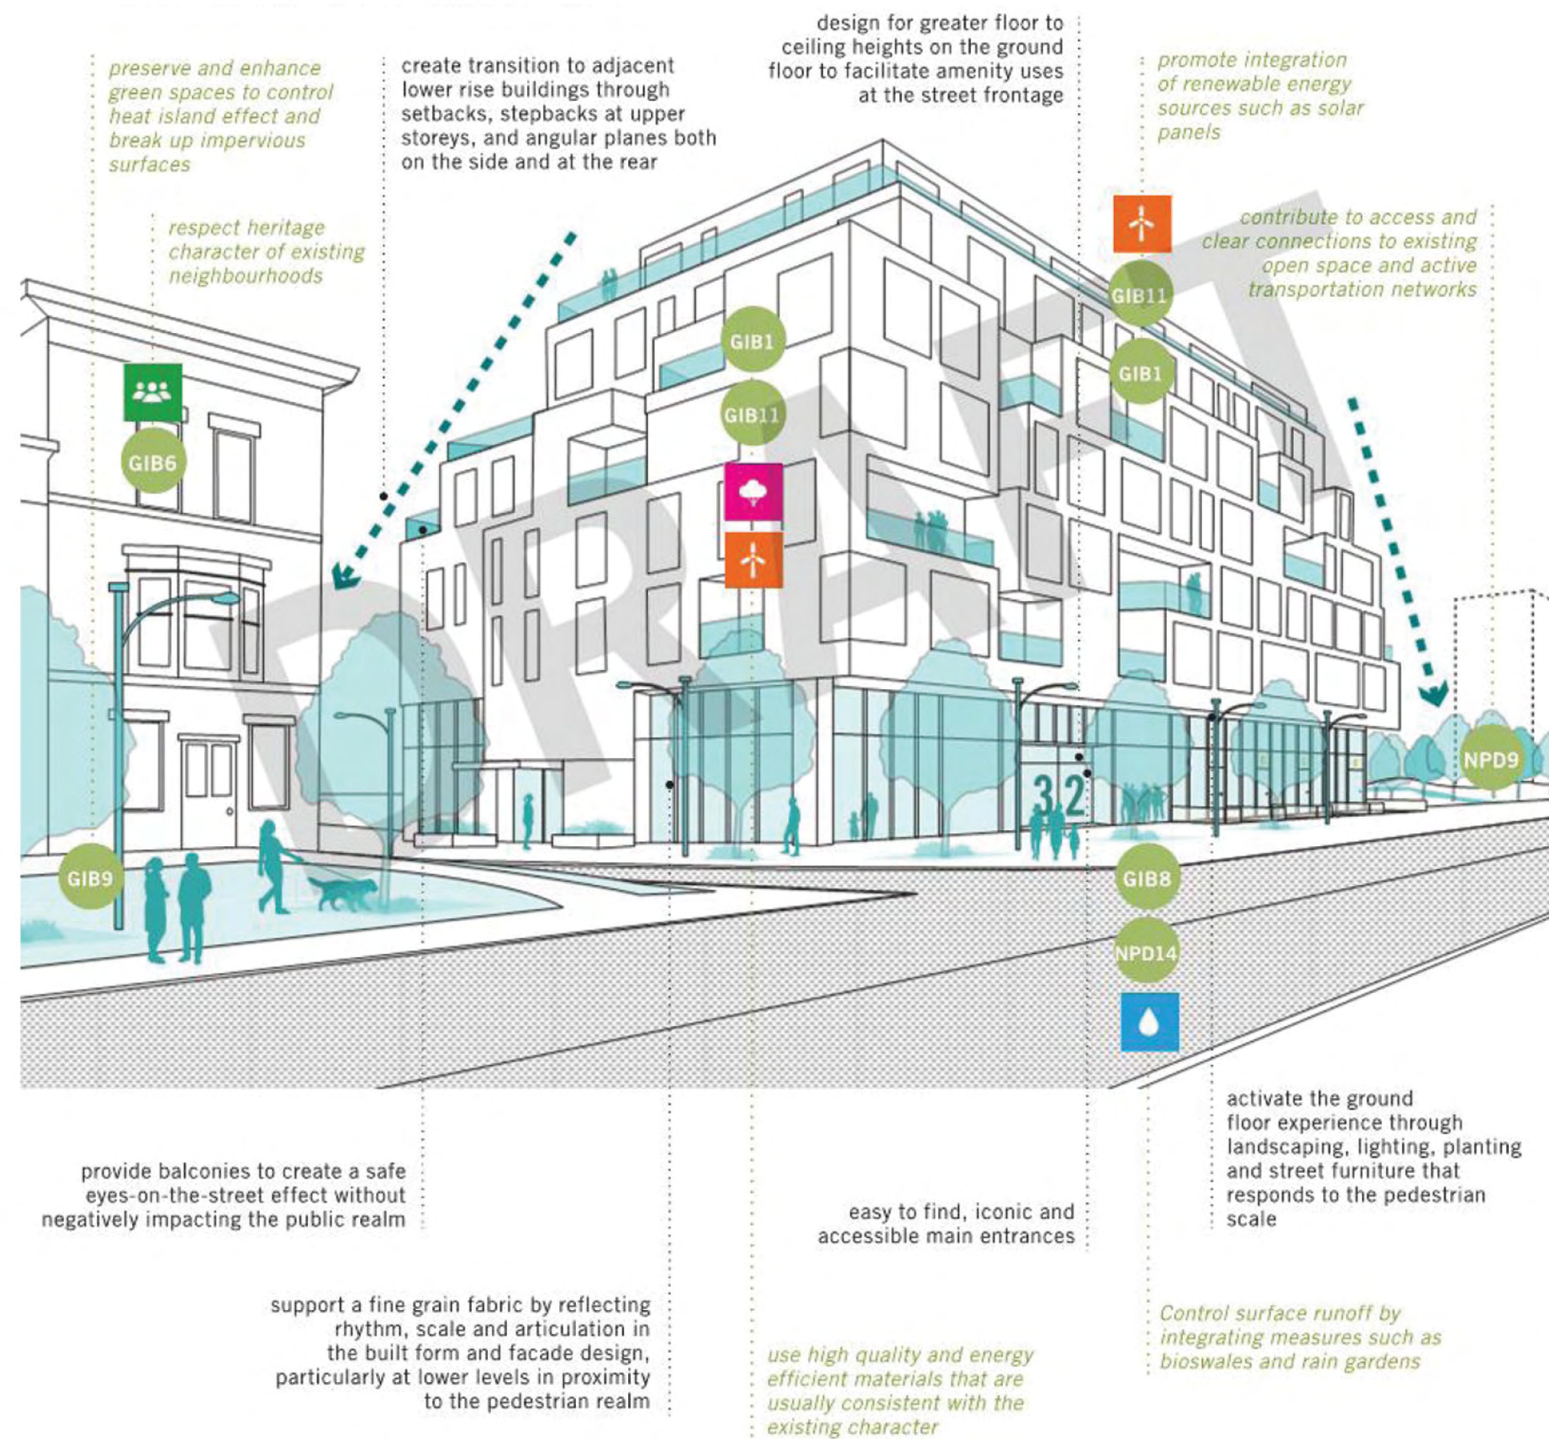 preserve and enhance
green spaces to control
heat island effect and
break up impervious
surfaces
respect heritage
character of existing
neighbourhoods
create transition to adjacent
lower rise buildings through
setbacks, stepbacks at upper
storeys, and angular planes both
on the side and at the rear
design for greater floor to
ceiling heights on the ground
floor to facilitate amenity uses
at the street frontage
promote integration
of renewable energy
sources such as solar
panels
contribute to access and
clear connections to existing
open space and active
transportation networks
GIB11
GIB1
GIB1
GIB11
GIB6
DRAFT
NPD9
32
GIB9
GIB8
NPD14
provide balconies to create a safe
eyes-on-the-street effect without
negatively impacting the public realm
support a fine grain fabric by reflecting
rhythm, scale and articulation in
the built form and facade design,
particularly at lower levels in proximity
to the pedestrian realm
use high quality and energy
efficient materials that are
usually consistent with the
existing character
easy to find, iconic and
accessible main entrances
activate the ground
floor experience through
landscaping, lighting, planting
and street furniture that
responds to the pedestrian
scale
Control surface runoff by
integrating measures such as
bioswales and rain gardens